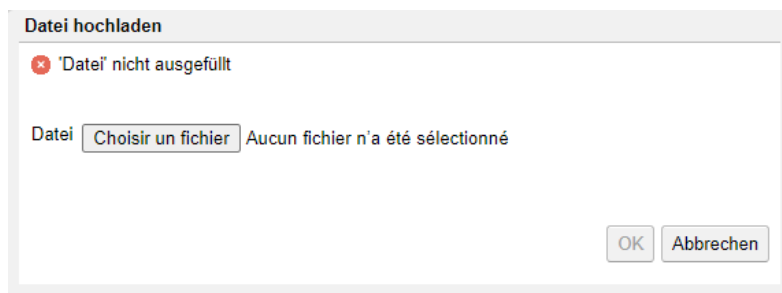 Datei hochladen
'Datei' nicht ausgefüllt
Datei Choisir un fichier Aucun fichier n'a été sélectionné
OK Abbrechen